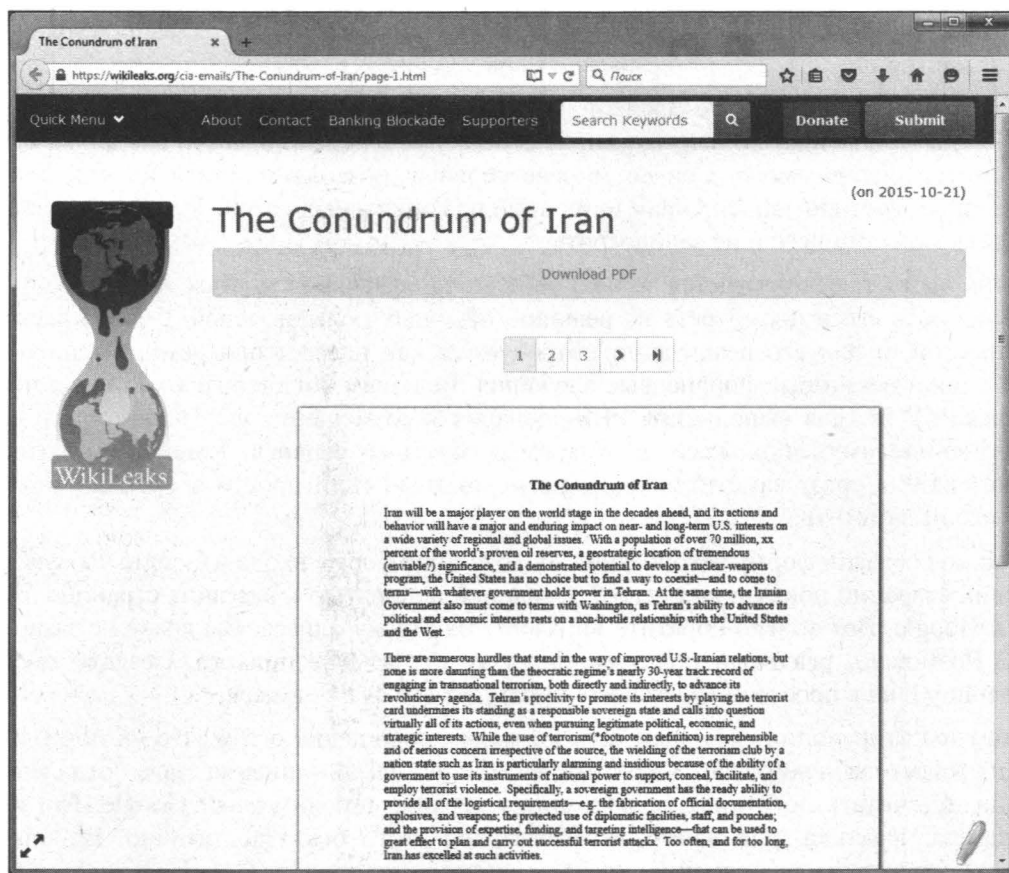 The Conundrum of Iran × +
https://wikileaks.org/cia-emails/The-Conundrum-of-Iran/page-1.html Поиск
Quick Menu About Contact Banking Blockade Supporters Search Keywords Donate Submit
(on 2015-10-21)
The Conundrum of Iran
Download PDF
1 2 3
WikiLeaks
The Conundrum of Iran
Iran will be a major player on the world stage in the decades ahead, and its actions and
behavior will have a major and enduring impact on near- and long-term U.S. interests on
a wide variety of regional and global issues. With a population of over 70 million, xx
percent of the world's proven oil reserves, a geostrategic location of tremendous
(enviable?) significance, and a demonstrated potential to develop a nuclear-weapons
program, the United States has no choice but to find a way to coexist—and to come to
terms—with whatever government holds power in Tehran. At the same time, the Iranian
Government also must come to terms with Washington, as Tehran's ability to advance its
political and economic interests rests on a non-hostile relationship with the United States
and the West.
There are numerous hurdles that stand in the way of improved U.S.-Iranian relations, but
none is more daunting than the theocratic regime's nearly 30-year track record of
engaging in transnational terrorism, both directly and indirectly, to advance its
revolutionary agenda. Tehran's proclivity to promote its interests by playing the terrorist
card undermines its standing as a responsible sovereign state and calls into question
virtually all of its actions, even when pursuing legitimate political, economic, and
strategic interests. While the use of terrorism(*footnote on definition) is reprehensible
and of serious concern irrespective of the source, the wielding of the terrorism club by a
nation state such as Iran is particularly alarming and insidious because of the ability of a
government to use its instruments of national power to support, conceal, facilitate, and
employ terrorist violence. Specifically, a sovereign government has the ready ability to
provide all of the logistical requirements—e.g. the fabrication of official documentation,
explosives, and weapons; the protected use of diplomatic facilities, staff, and pouches;
and the provision of expertise, funding, and targeting intelligence—that can be used to
great effect to plan and carry out successful terrorist attacks. Too often, and for too long,
Iran has excelled at such activities.